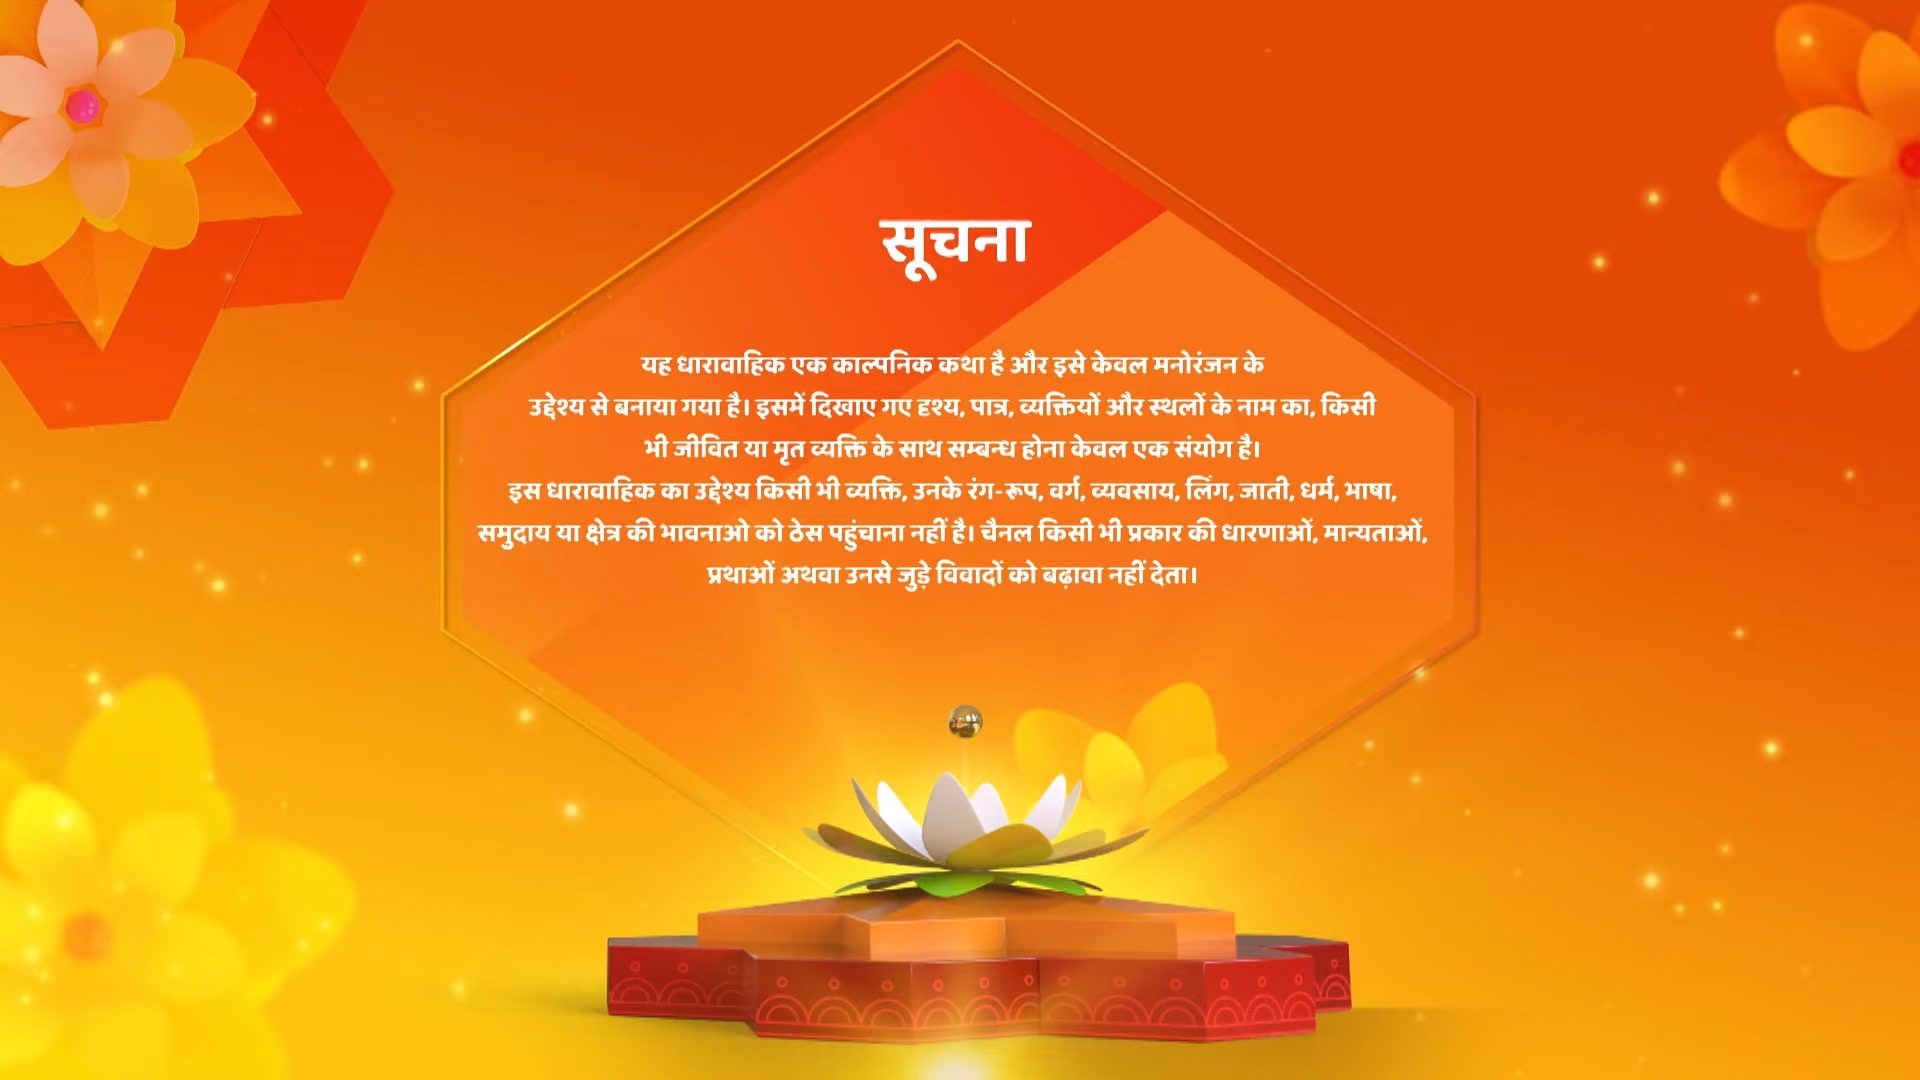 सूचना
यह धारावाहिक एक काल्पनिक कथा है और इसे केवल मनोरंजन के
उद्देश्य से बनाया गया है। इसमें दिखाए गए दृश्य, पात्र, व्यक्तियों और स्थलों के नाम का, किसी
भी जीवित या मृत व्यक्ति के साथ सम्बन्ध होना केवल एक संयोग है।
इस धारावाहिक का उद्देश्य किसी भी व्यक्ति, उनके रंग-रूप, वर्ग, व्यवसाय, लिंग, जाती, धर्म, भाषा,
समुदाय या क्षेत्र की भावनाओ को ठेस पहुंचाना नहीं है। चैनल किसी भी प्रकार की धारणाओं, मान्यताओं,
प्रथाओं अथवा उनसे जुड़े विवादों को बढ़ावा नहीं देता।